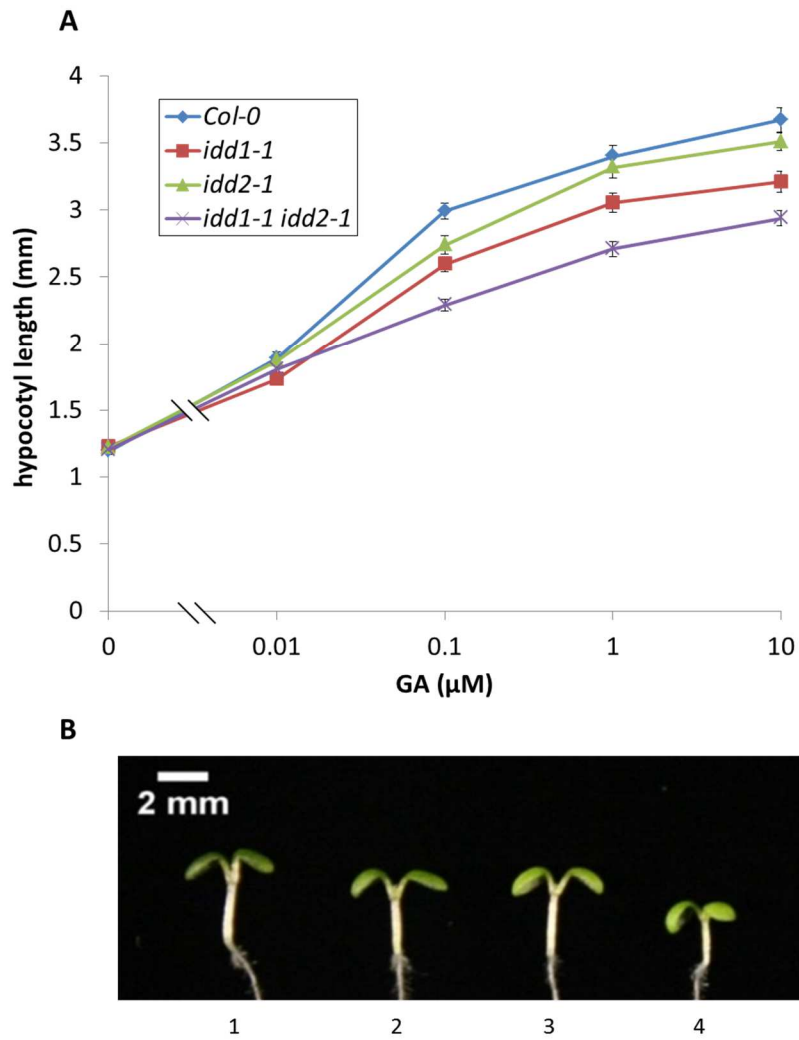 A
4
3.5
3
2.5
2
1.5
1
0.5
0
hypocotyl length (mm)
Col-0
idd1-1
idd2-1
idd1-1 idd2-1
0 0.01 0.1 1 10
GA (µM)
B
2 mm
1 2 3 4